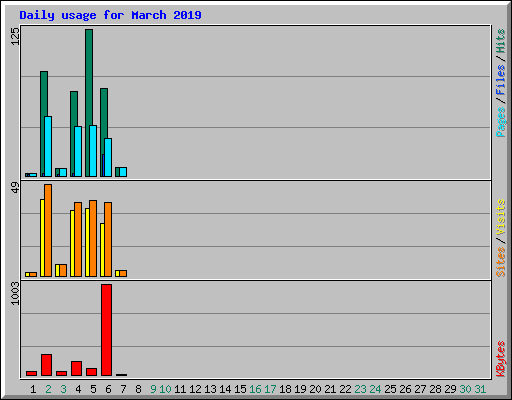 Daily usage for March 2019
125
49
1003
Pages / Files / Hits
Sites / Visits
KBytes
1 2 3 4 5 6 7 8 9 10 11 12 13 14 15 16 17 18 19 20 21 22 23 24 25 26 27 28 29 30 31